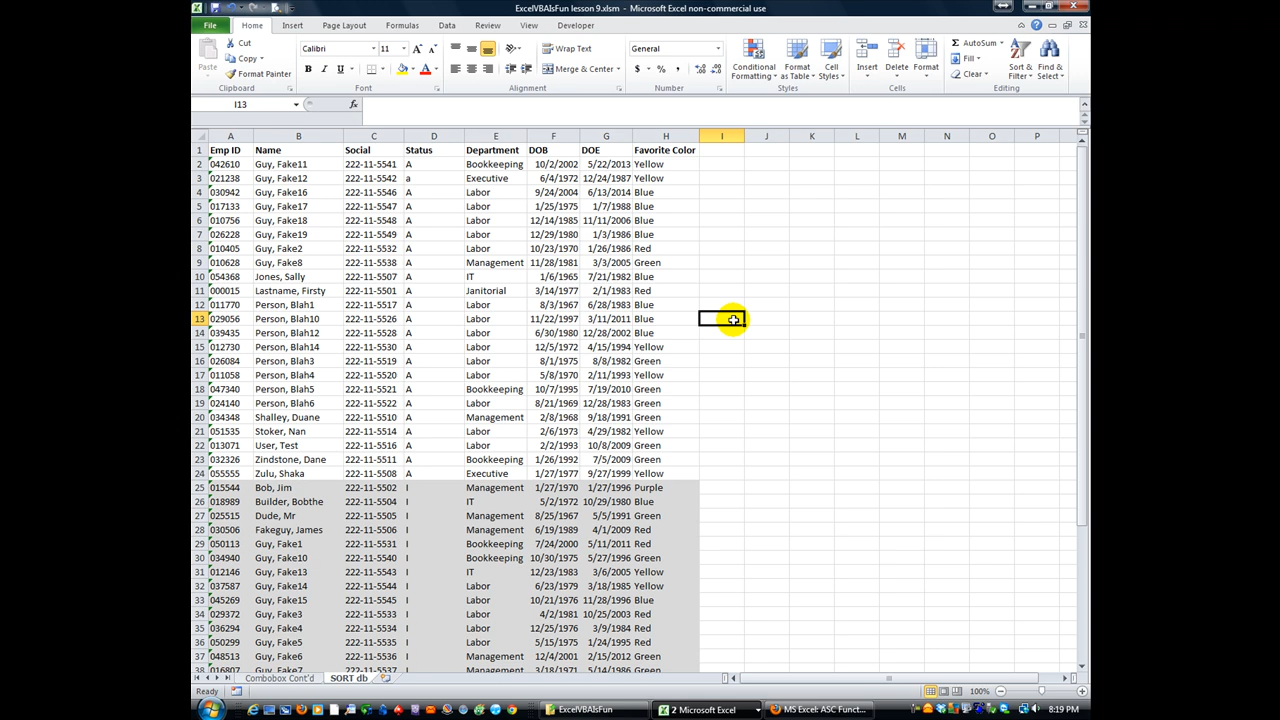 ExcelVBAIsFun lesson 9.xlsm - Microsoft Excel non-commercial use
File Home Insert Page Layout Formulas Data Review View Developer
Cut Calibri 11 Wrap Text General AutoSum
Copy Fill
Paste Format Painter B I U Merge & Center $ % , Conditional Formatting Format as Table Cell Styles Insert Delete Format Clear Sort & Filter Find & Select
Clipboard Font Alignment Number Styles Cells Editing
I13 fx
A B C D E F G H I J K L M N O P
1 Emp ID Name Social Status Department DOB DOE Favorite Color
2 042610 Guy, Fake11 222-11-5541 A Bookkeeping 10/2/2002 5/22/2013 Yellow
3 021238 Guy, Fake12 222-11-5542 a Executive 6/4/1972 12/24/1987 Yellow
4 030942 Guy, Fake16 222-11-5546 A Labor 9/24/2004 6/13/2014 Blue
5 017133 Guy, Fake17 222-11-5547 A Labor 1/25/1975 1/7/1988 Blue
6 010756 Guy, Fake18 222-11-5548 A Labor 12/14/1985 11/11/2006 Blue
7 026228 Guy, Fake19 222-11-5549 A Labor 12/29/1980 1/3/1986 Blue
8 010405 Guy, Fake2 222-11-5532 A Labor 10/23/1970 1/26/1986 Red
9 010628 Guy, Fake8 222-11-5538 A Management 11/28/1981 3/3/2005 Green
10 054368 Jones, Sally 222-11-5507 A IT 1/6/1965 7/21/1982 Blue
11 000015 Lastname, Firsty 222-11-5501 A Janitorial 3/14/1977 2/1/1983 Red
12 011770 Person, Blah1 222-11-5517 A Labor 8/3/1967 6/28/1983 Blue
13 029056 Person, Blah10 222-11-5526 A Labor 11/22/1997 3/11/2011 Blue
14 039435 Person, Blah12 222-11-5528 A Labor 6/30/1980 12/28/2002 Blue
15 012730 Person, Blah14 222-11-5530 A Labor 12/5/1972 4/15/1994 Yellow
16 026084 Person, Blah3 222-11-5519 A Labor 8/1/1975 8/8/1982 Green
17 011058 Person, Blah4 222-11-5520 A Labor 5/8/1970 2/11/1993 Yellow
18 047340 Person, Blah5 222-11-5521 A Bookkeeping 10/7/1995 7/19/2010 Green
19 024140 Person, Blah6 222-11-5522 A Labor 8/21/1969 12/28/1983 Green
20 034348 Shalley, Duane 222-11-5510 A Management 2/8/1968 9/18/1991 Green
21 051535 Stoker, Nan 222-11-5514 A Labor 2/6/1973 4/29/1982 Yellow
22 013071 User, Test 222-11-5516 A Labor 2/2/1993 10/8/2009 Green
23 032326 Zindstone, Dane 222-11-5511 A Bookkeeping 1/26/1992 7/5/2009 Green
24 055555 Zulu, Shaka 222-11-5508 A Executive 1/27/1977 9/27/1999 Yellow
25 015544 Bob, Jim 222-11-5502 I Management 1/27/1970 1/27/1996 Purple
26 018989 Builder, Bobthe 222-11-5504 I IT 5/2/1972 10/29/1980 Blue
27 025515 Dude, Mr 222-11-5505 I Management 8/25/1967 5/5/1991 Green
28 030506 Fakeguy, James 222-11-5506 I Management 6/19/1989 4/1/2009 Red
29 050113 Guy, Fake1 222-11-5531 I Bookkeeping 7/24/2000 5/11/2011 Red
30 034940 Guy, Fake10 222-11-5540 I Bookkeeping 10/30/1975 5/27/1996 Green
31 012146 Guy, Fake13 222-11-5543 I IT 12/23/1983 3/6/2005 Yellow
32 037587 Guy, Fake14 222-11-5544 I Labor 6/23/1979 3/18/1985 Yellow
33 045269 Guy, Fake15 222-11-5545 I Labor 10/21/1976 11/28/1996 Blue
34 029372 Guy, Fake3 222-11-5533 I Labor 4/2/1981 10/25/2003 Red
35 036294 Guy, Fake4 222-11-5534 I Labor 12/25/1976 3/9/1984 Red
36 050299 Guy, Fake5 222-11-5535 I Labor 5/15/1975 1/24/1995 Red
37 048513 Guy, Fake6 222-11-5536 I Management 12/4/2001 2/15/2012 Green
38 016807 Guy, Fake7 222-11-5537 I Management 3/18/1971 5/14/1986 Red
Combobox Cont'd SORT db
Ready 100%
ExcelVBAIsFun 2 Microsoft Excel MS Excel: ASC Funct... 8:19 PM